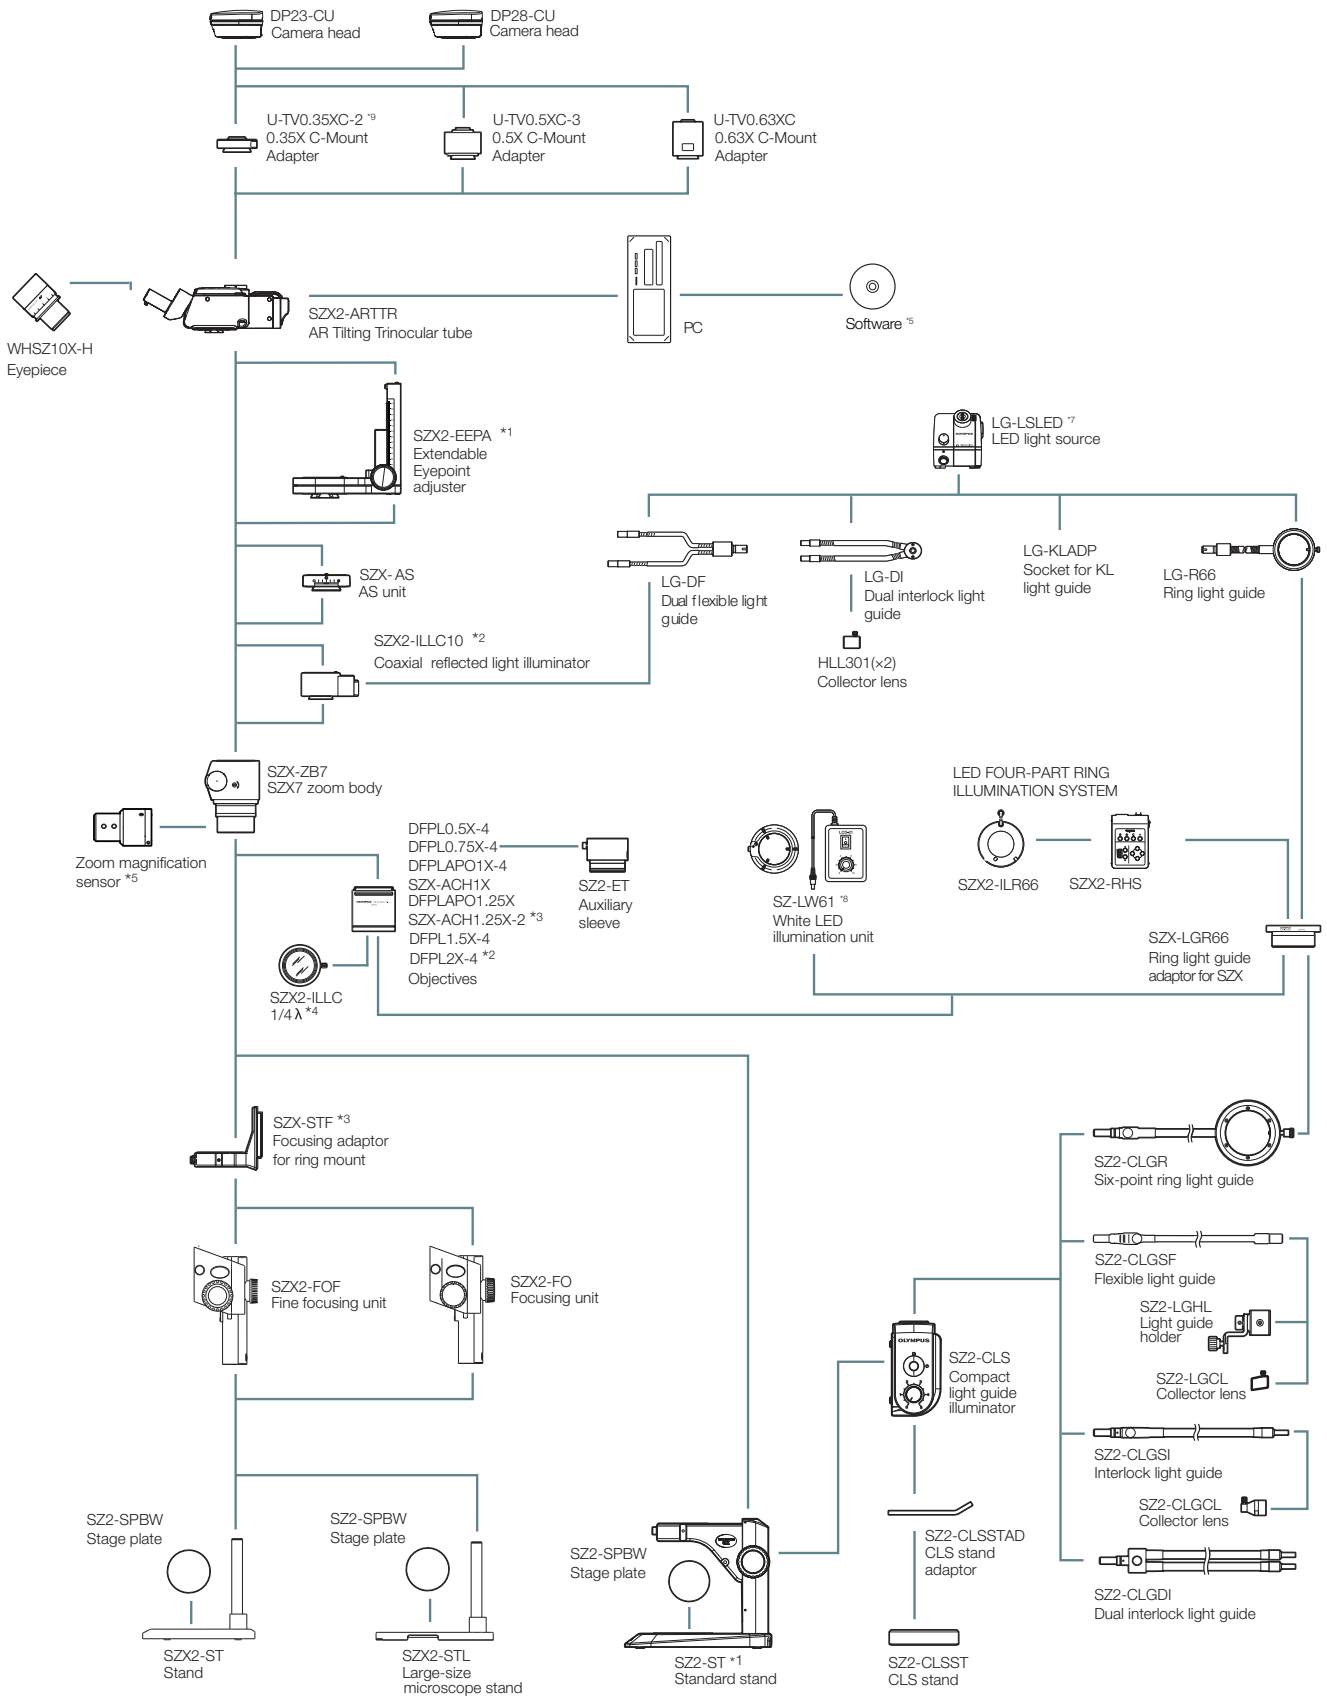 DP23-CU
Camera head
DP28-CU
Camera head
U-TV0.35XC-2 *9
0.35X C-Mount
Adapter
U-TV0.5XC-3
0.5X C-Mount
Adapter
U-TV0.63XC
0.63X C-Mount
Adapter
WHSZ10X-H
Eyepiece
SZX2-ARTTR
AR Tilting Trinocular tube
PC
Software *5
SZX2-EEPA *1
Extendable
Eyepoint
adjuster
LG-LSLED *7
LED light source
SZX-AS
AS unit
LG-DF
Dual flexible light
guide
LG-DI
Dual interlock light
guide
LG-KLADP
Socket for KL
light guide
LG-R66
Ring light guide
SZX2-ILLC10 *2
Coaxial reflected light illuminator
HLL301(×2)
Collector lens
SZX-ZB7
SZX7 zoom body
Zoom magnification
sensor *5
DFPL0.5X-4
DFPL0.75X-4
DFPLAPO1X-4
SZX-ACH1X
DFPLAPO1.25X
SZX-ACH1.25X-2 *3
DFPL1.5X-4
DFPL2X-4 *2
Objectives
SZ2-ET
Auxiliary
sleeve
SZX2-ILLC
1/4 λ *4
SZ-LW61 *8
White LED
illumination unit
LED FOUR-PART RING
ILLUMINATION SYSTEM
SZX2-ILR66
SZX2-RHS
SZX-LGR66
Ring light guide
adaptor for SZX
SZX-STF *3
Focusing adaptor
for ring mount
SZ2-CLGR
Six-point ring light guide
SZX2-FOF
Fine focusing unit
SZX2-FO
Focusing unit
SZ2-CLGSF
Flexible light guide
SZ2-LGHL
Light guide
holder
SZ2-LGCL
Collector lens
OLYMPUS
SZ2-CLS
Compact
light guide
illuminator
SZ2-CLGSI
Interlock light guide
SZ2-CLGCL
Collector lens
SZ2-SPBW
Stage plate
SZ2-SPBW
Stage plate
SZ2-SPBW
Stage plate
SZ2-CLSSTAD
CLS stand
adaptor
SZ2-CLGDI
Dual interlock light guide
SZX2-ST
Stand
SZX2-STL
Large-size
microscope stand
SZ2-ST *1
Standard stand
SZ2-CLSST
CLS stand